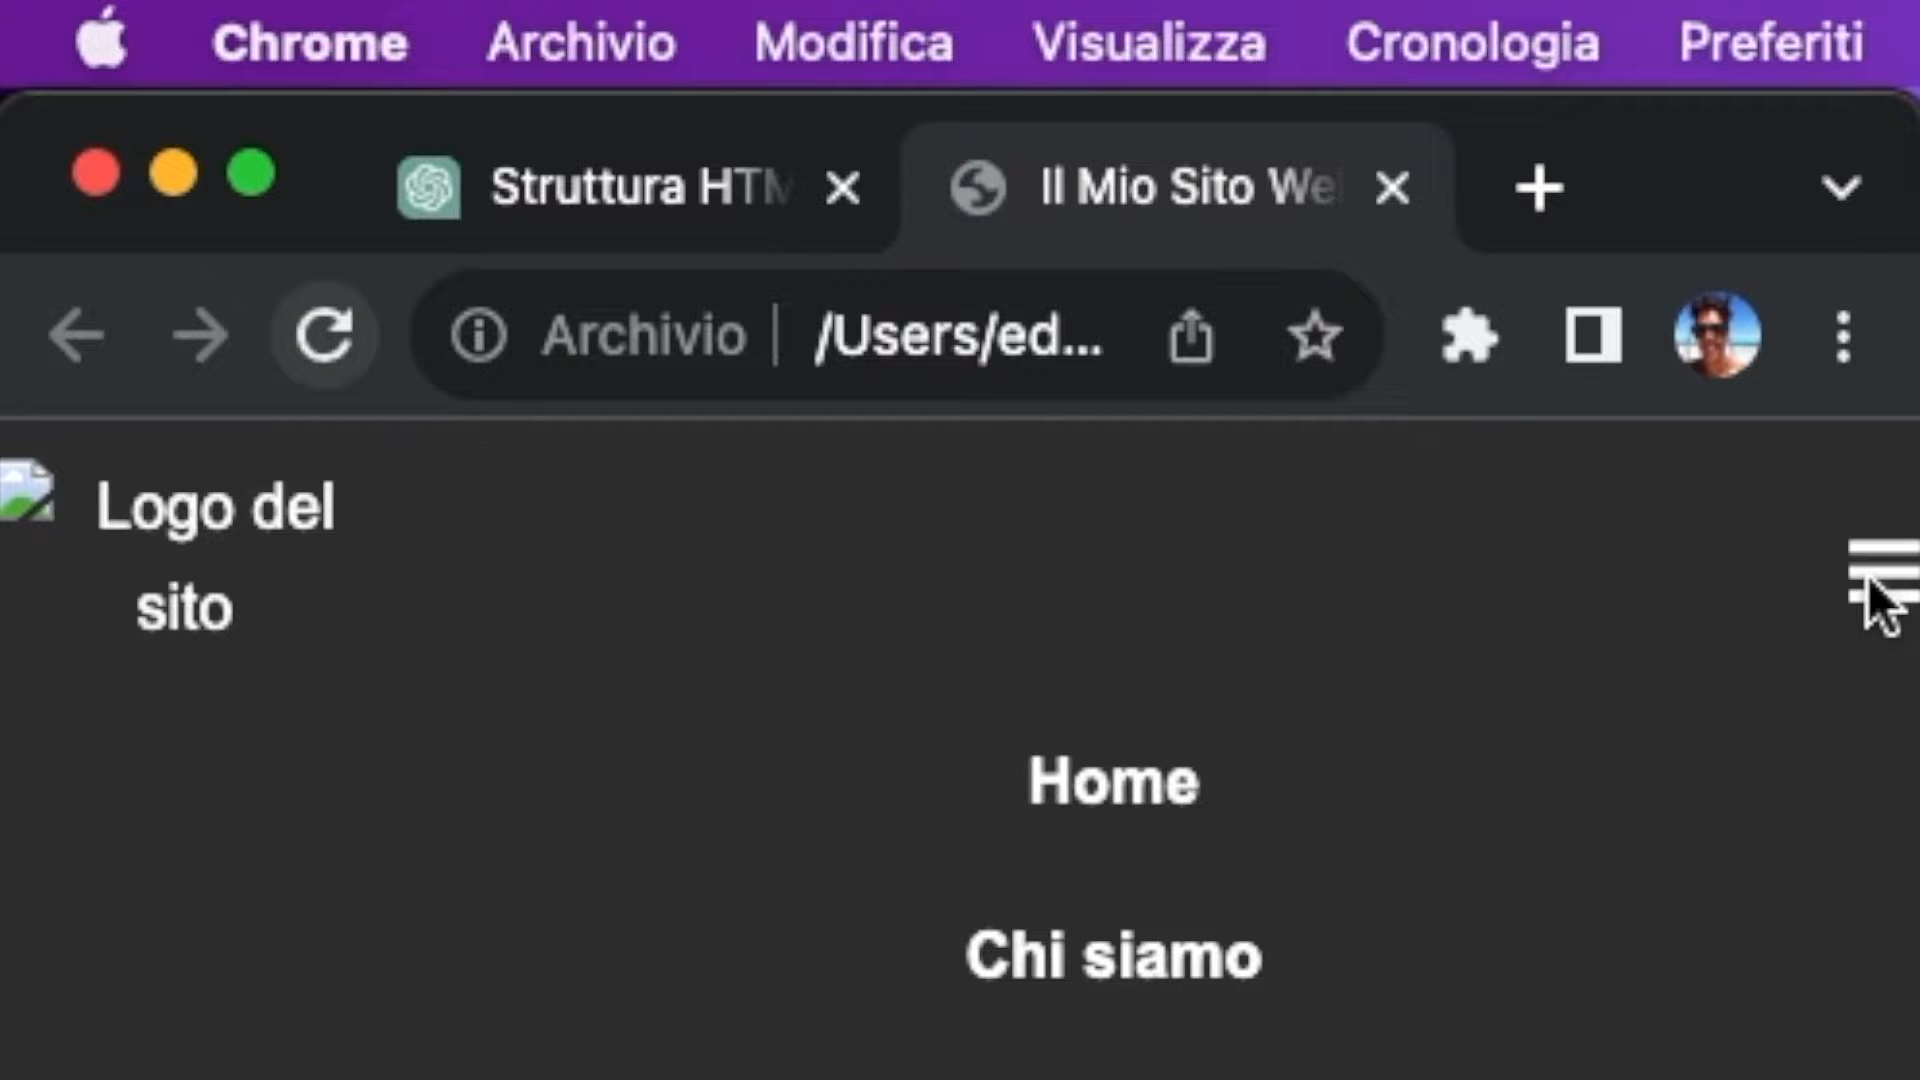 Chrome Archivio Modifica Visualizza Cronologia Preferiti
Struttura HTM Il Mio Sito We
Archivio /Users/ed...
Logo del
sito
Home
Chi siamo